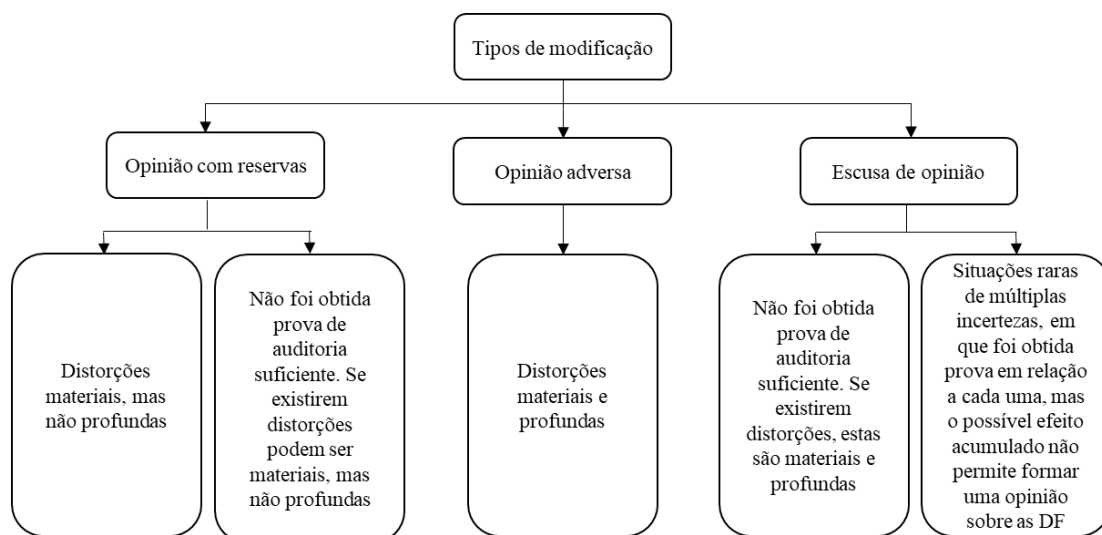 Tipos de modificação
Opinião com reservas
Opinião adversa
Escusa de opinião
Distorções
materiais, mas
não profundas
Não foi obtida
prova de
auditoria
suficiente. Se
existirem
distorções
podem ser
materiais, mas
não profundas
Distorções
materiais e
profundas
Não foi obtida
prova de
auditoria
suficiente. Se
existirem
distorções, estas
são materiais e
profundas
Situações raras
de múltiplas
incertezas, em
que foi obtida
prova em relação
a cada uma, mas
o possível efeito
acumulado não
permite formar
uma opinião
sobre as DF